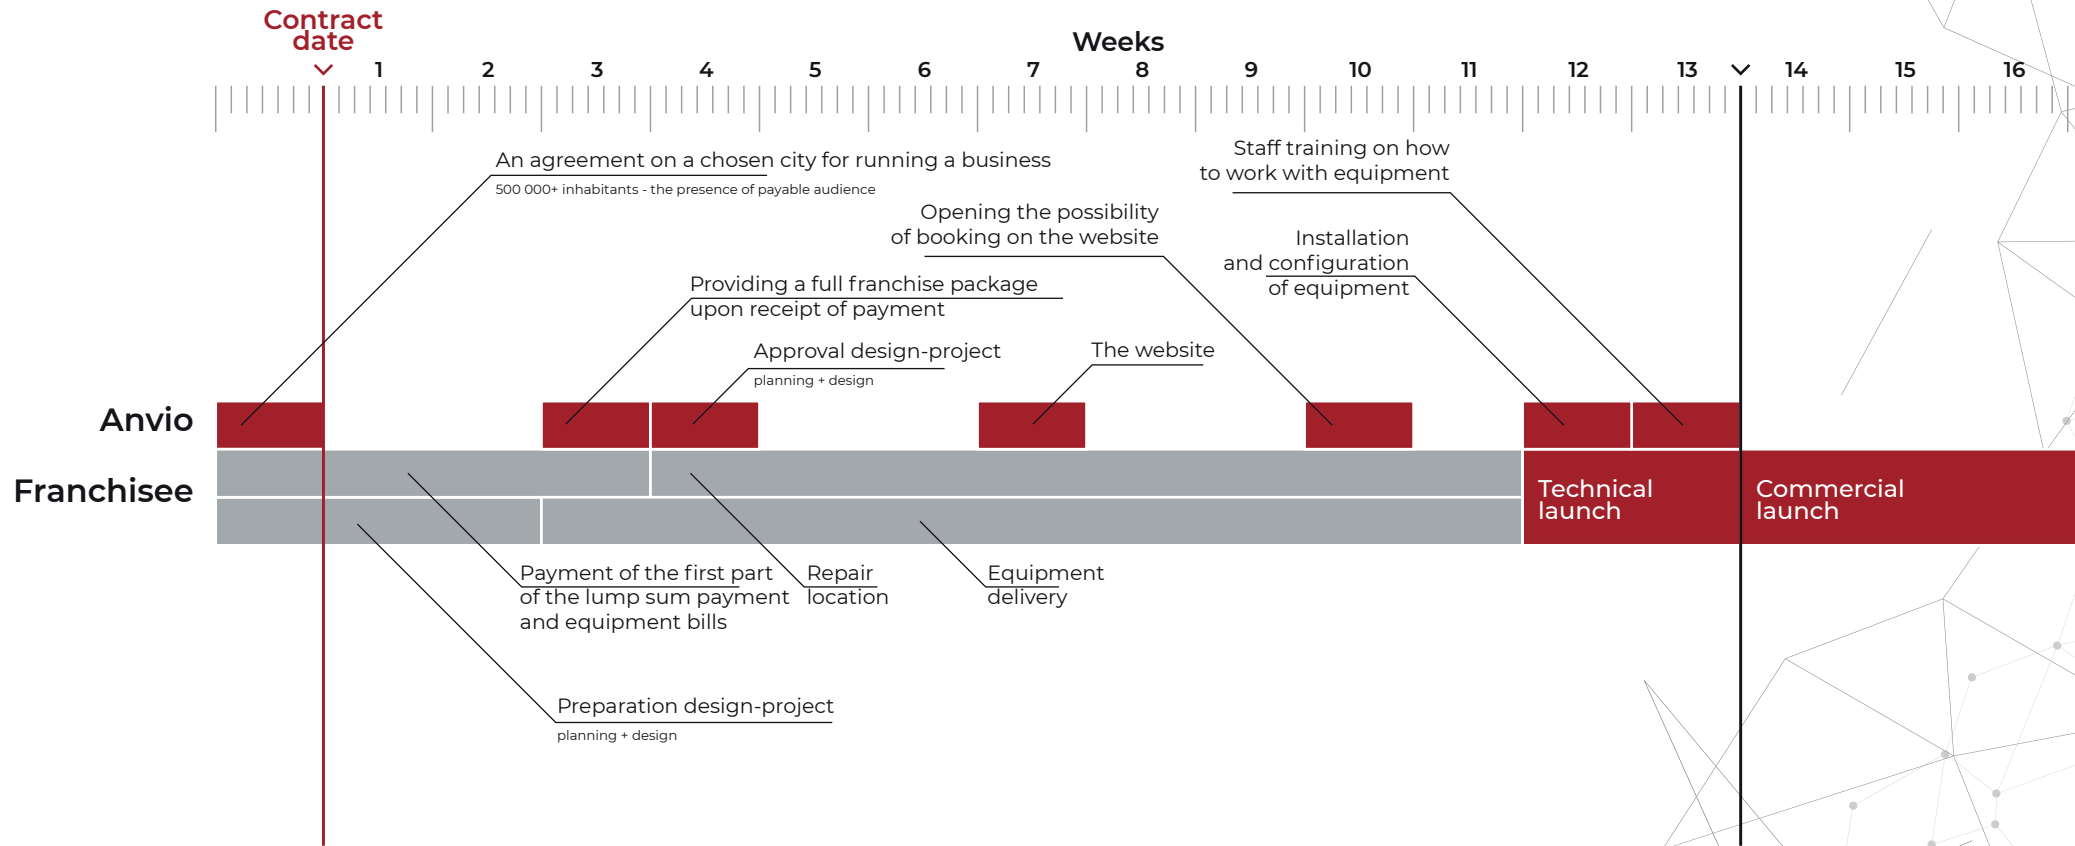 Contract
date
Weeks
1 2 3 4 5 6 7 8 9 10 11 12 13 14 15 16
An agreement on a chosen city for running a business
500 000+ inhabitants - the presence of payable audience
Staff training on how
to work with equipment
Opening the possibility
of booking on the website
Installation
and configuration
of equipment
Providing a full franchise package
upon receipt of payment
Approval design-project
planning + design
The website
Anvio
Franchisee
Technical
launch
Commercial
launch
Payment of the first part
of the lump sum payment
and equipment bills
Repair
location
Equipment
delivery
Preparation design-project
planning + design